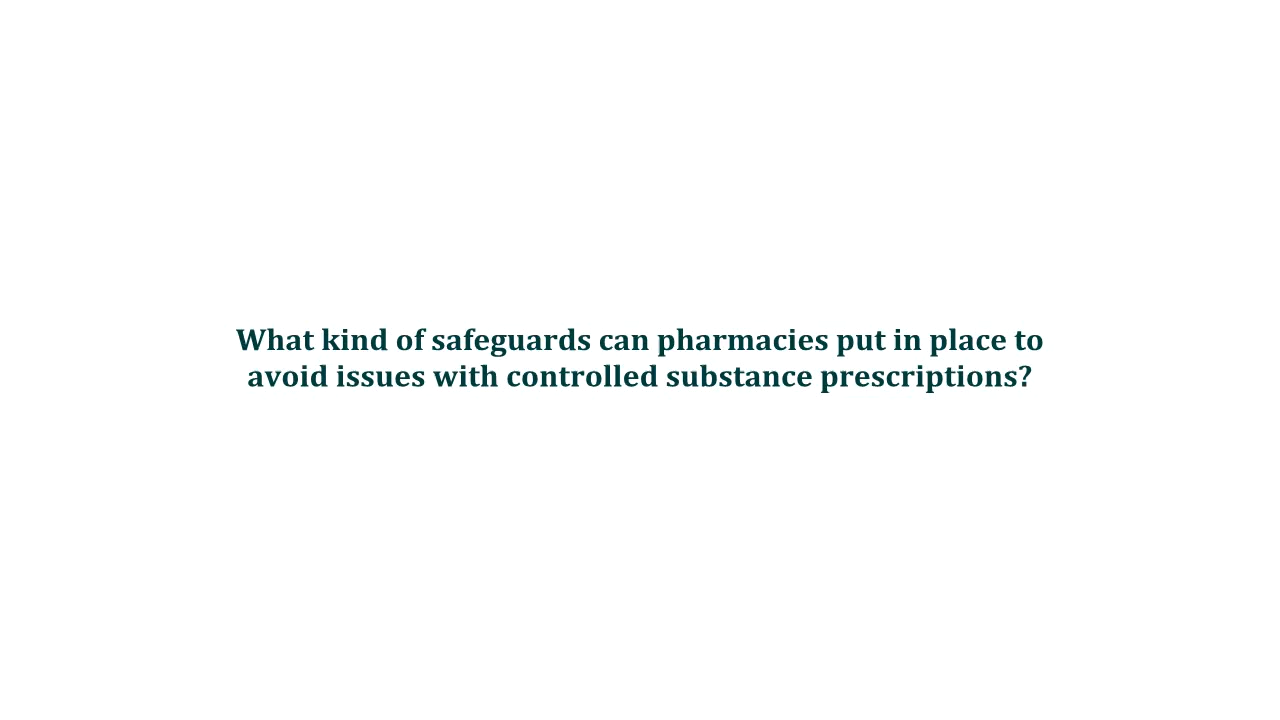 What kind of safeguards can pharmacies put in place to
avoid issues with controlled substance prescriptions?